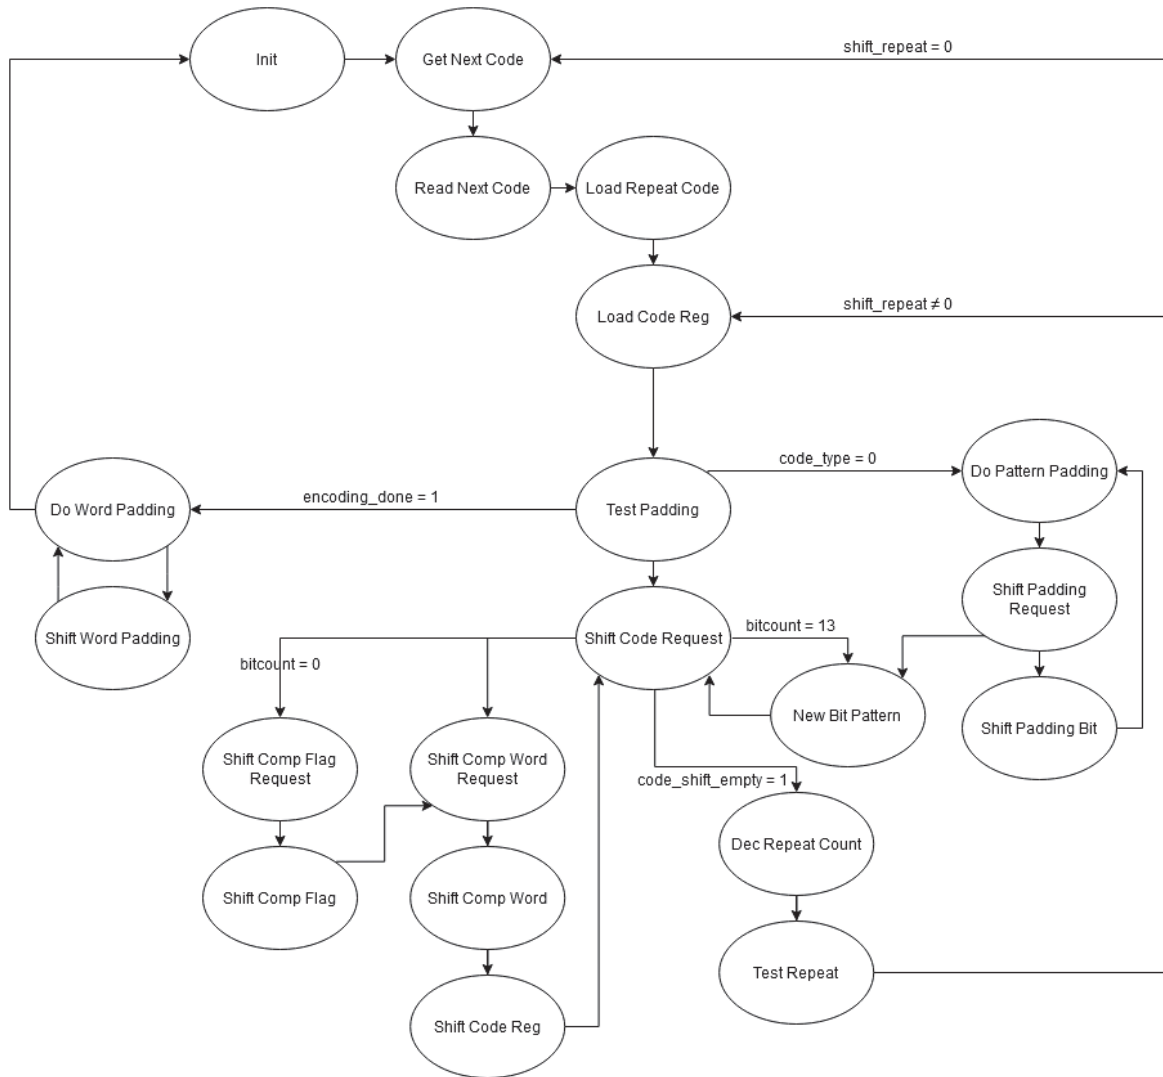 Init
Get Next Code
shift_repeat = 0
Read Next Code
Load Repeat Code
Load Code Reg
shift_repeat ≠ 0
code_type = 0
Do Pattern Padding
encoding_done = 1
Do Word Padding
Test Padding
Shift Padding
Request
Shift Word Padding
Shift Code Request
bitcount = 13
bitcount = 0
New Bit Pattern
Shift Padding Bit
Shift Comp Flag
Request
Shift Comp Word
Request
code_shift_empty = 1
Dec Repeat Count
Shift Comp Flag
Shift Comp Word
Test Repeat
Shift Code Reg